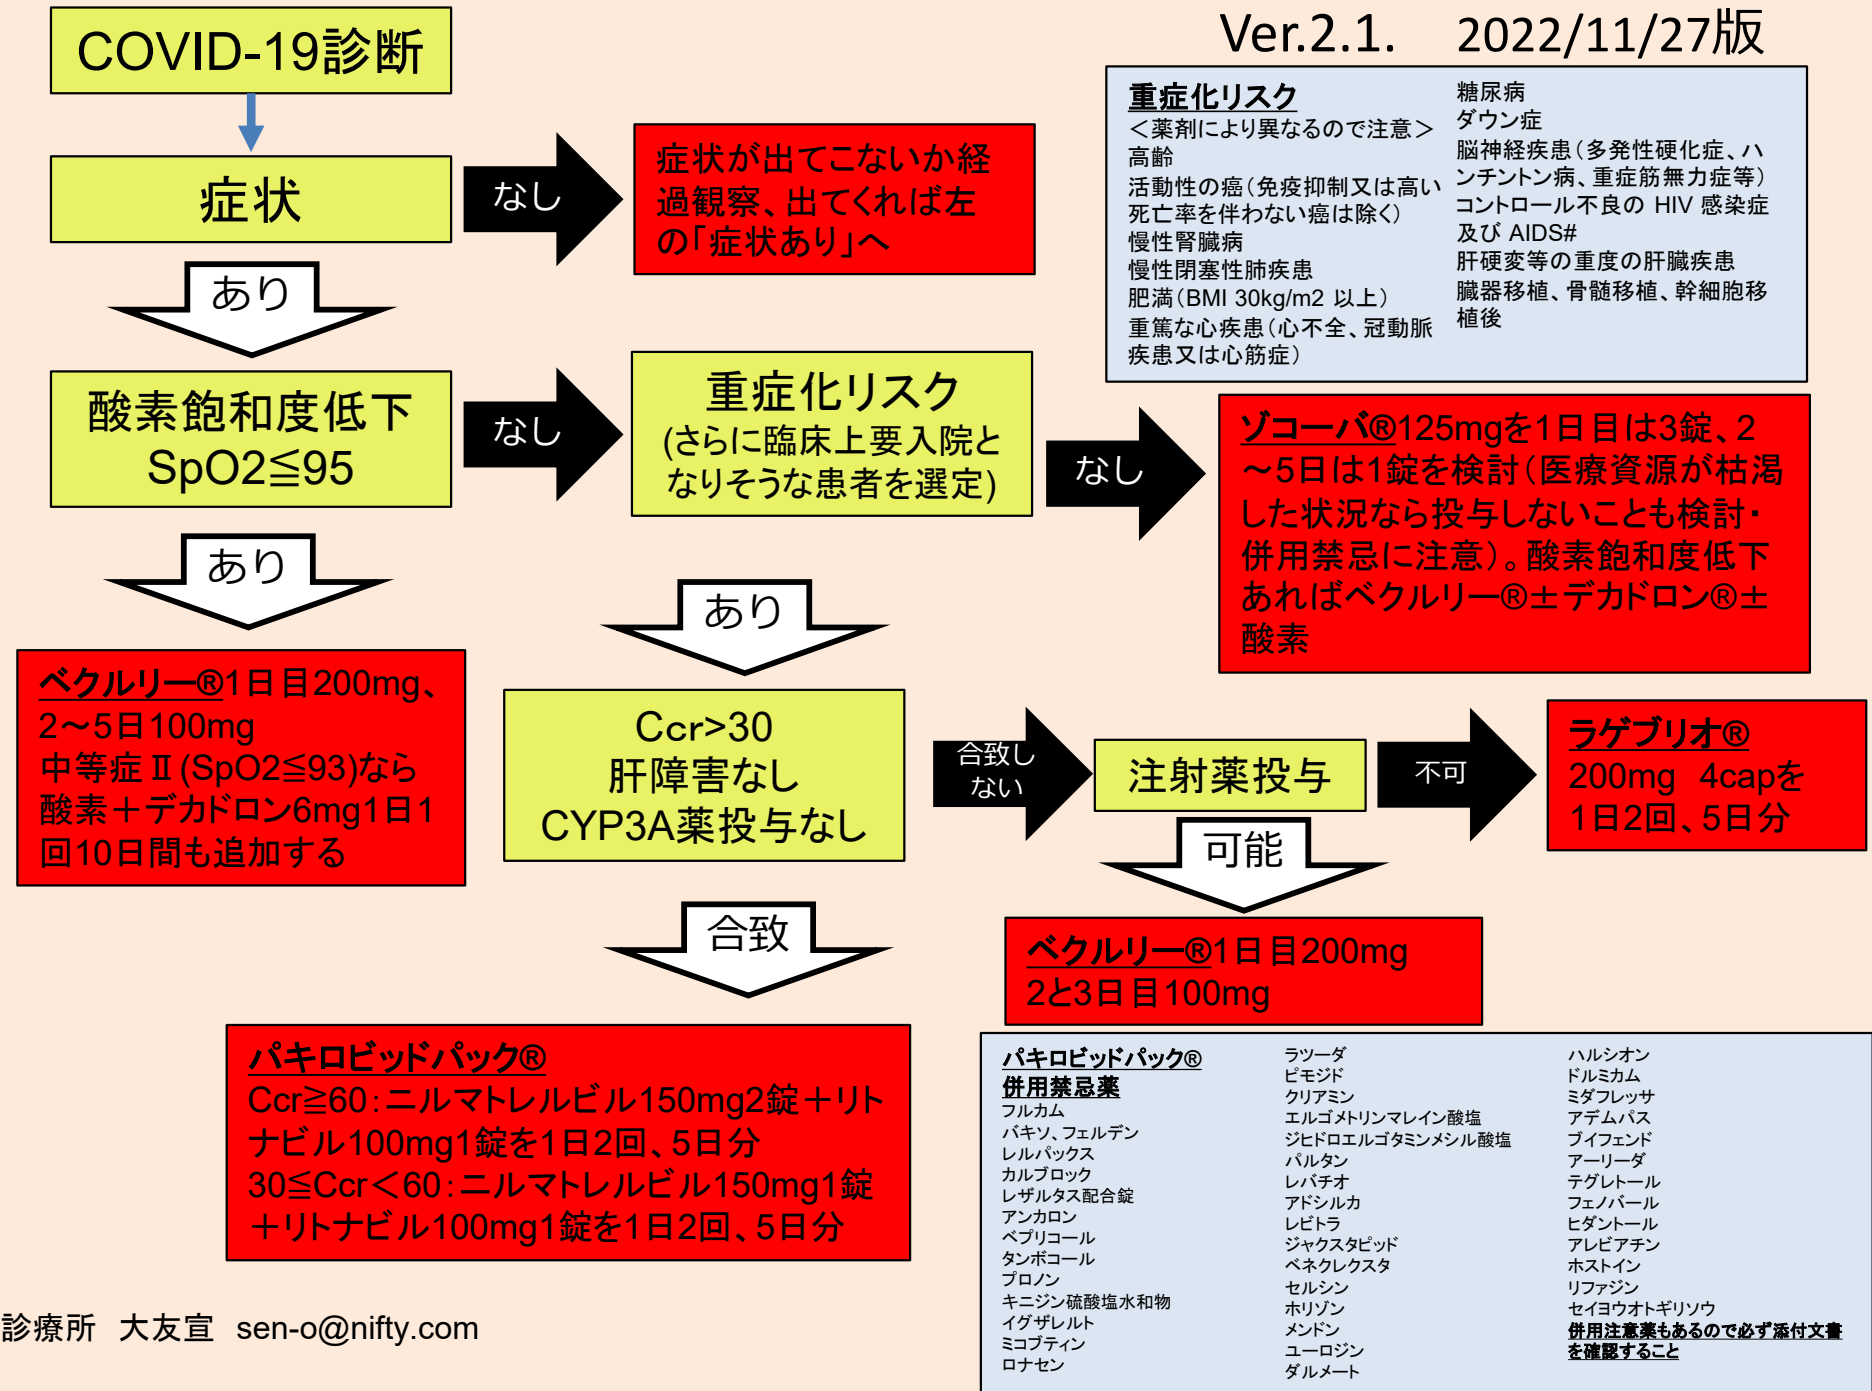 Ver.2.1. 2022/11/27版
COVID-19診断
症状
なし
症状が出てこないか経
過観察、出てくれば左
の「症状あり」へ
重症化リスク
＜薬剤により異なるので注意＞
高齢
活動性の癌（免疫抑制又は高い
死亡率を伴わない癌は除く）
慢性腎臓病
慢性閉塞性肺疾患
肥満（BMI 30kg/m2 以上）
重篤な心疾患（心不全、冠動脈
疾患又は心筋症）
糖尿病
ダウン症
脳神経疾患（多発性硬化症、ハ
ンチントン病、重症筋無力症等）
コントロール不良の HIV 感染症
及び AIDS#
肝硬変等の重度の肝臓疾患
臓器移植、骨髄移植、幹細胞移
植後
あり
酸素飽和度低下
SpO2≦95
なし
重症化リスク
(さらに臨床上要入院と
なりそうな患者を選定)
なし
ゾコーバ®125mgを1日目は3錠、2
～5日は1錠を検討（医療資源が枯渇
した状況なら投与しないことも検討・
併用禁忌に注意）。酸素飽和度低下
あればベクルリー®±デカドロン®±
酸素
あり
あり
ベクルリー®1日目200mg、
2～5日100mg
中等症Ⅱ(SpO2≦93)なら
酸素＋デカドロン6mg1日1
回10日間も追加する
Ccr>30
肝障害なし
CYP3A薬投与なし
合致し
ない
注射薬投与
不可
ラゲブリオ®
200mg 4capを
1日2回、5日分
可能
ベクルリー®1日目200mg
2と3日目100mg
合致
パキロビッドパック®
Ccr≧60：ニルマトレルビル150mg2錠＋リト
ナビル100mg1錠を1日2回、5日分
30≦Ccr＜60：ニルマトレルビル150mg1錠
＋リトナビル100mg1錠を1日2回、5日分
パキロビッドパック®
併用禁忌薬
フルカム
バキソ、フェルデン
レルパックス
カルブロック
レザルタス配合錠
アンカロン
ベプリコール
タンボコール
プロノン
キニジン硫酸塩水和物
イグザレルト
ミコブティン
ロナセン
ラツーダ
ピモジド
クリアミン
エルゴメトリンマレイン酸塩
ジヒドロエルゴタミンメシル酸塩
パルタン
レバチオ
アドシルカ
レビトラ
ジャクスタピッド
ベネクレクスタ
セルシン
ホリゾン
メンドン
ユーロジン
ダルメート
ハルシオン
ドルミカム
ミダフレッサ
アデムパス
ブイフェンド
アーリーダ
テグレトール
フェノバール
ヒダントール
アレビアチン
ホストイン
リファジン
セイヨウオトギリソウ
併用注意薬もあるので必ず添付文書
を確認すること
診療所 大友宣 sen-o@nifty.com